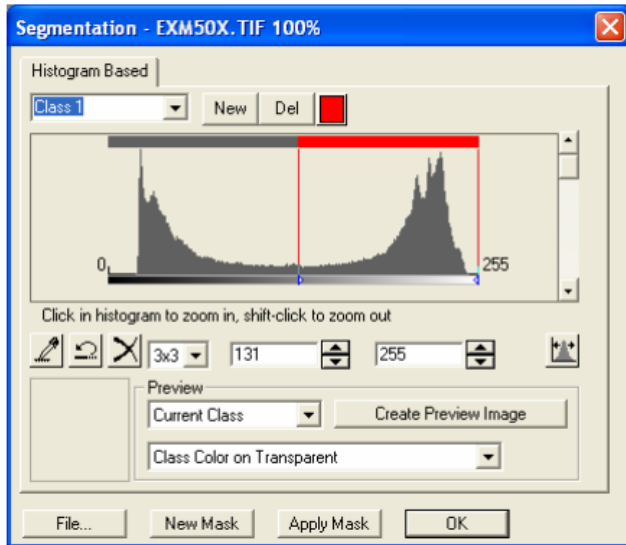 Segmentation - EXM50X.TIF 100%
Histogram Based
Class 1 New Del
0 255
Click in histogram to zoom in, shift-click to zoom out
3x3 131 255
Preview
Current Class Create Preview Image
Class Color on Transparent
File... New Mask Apply Mask OK